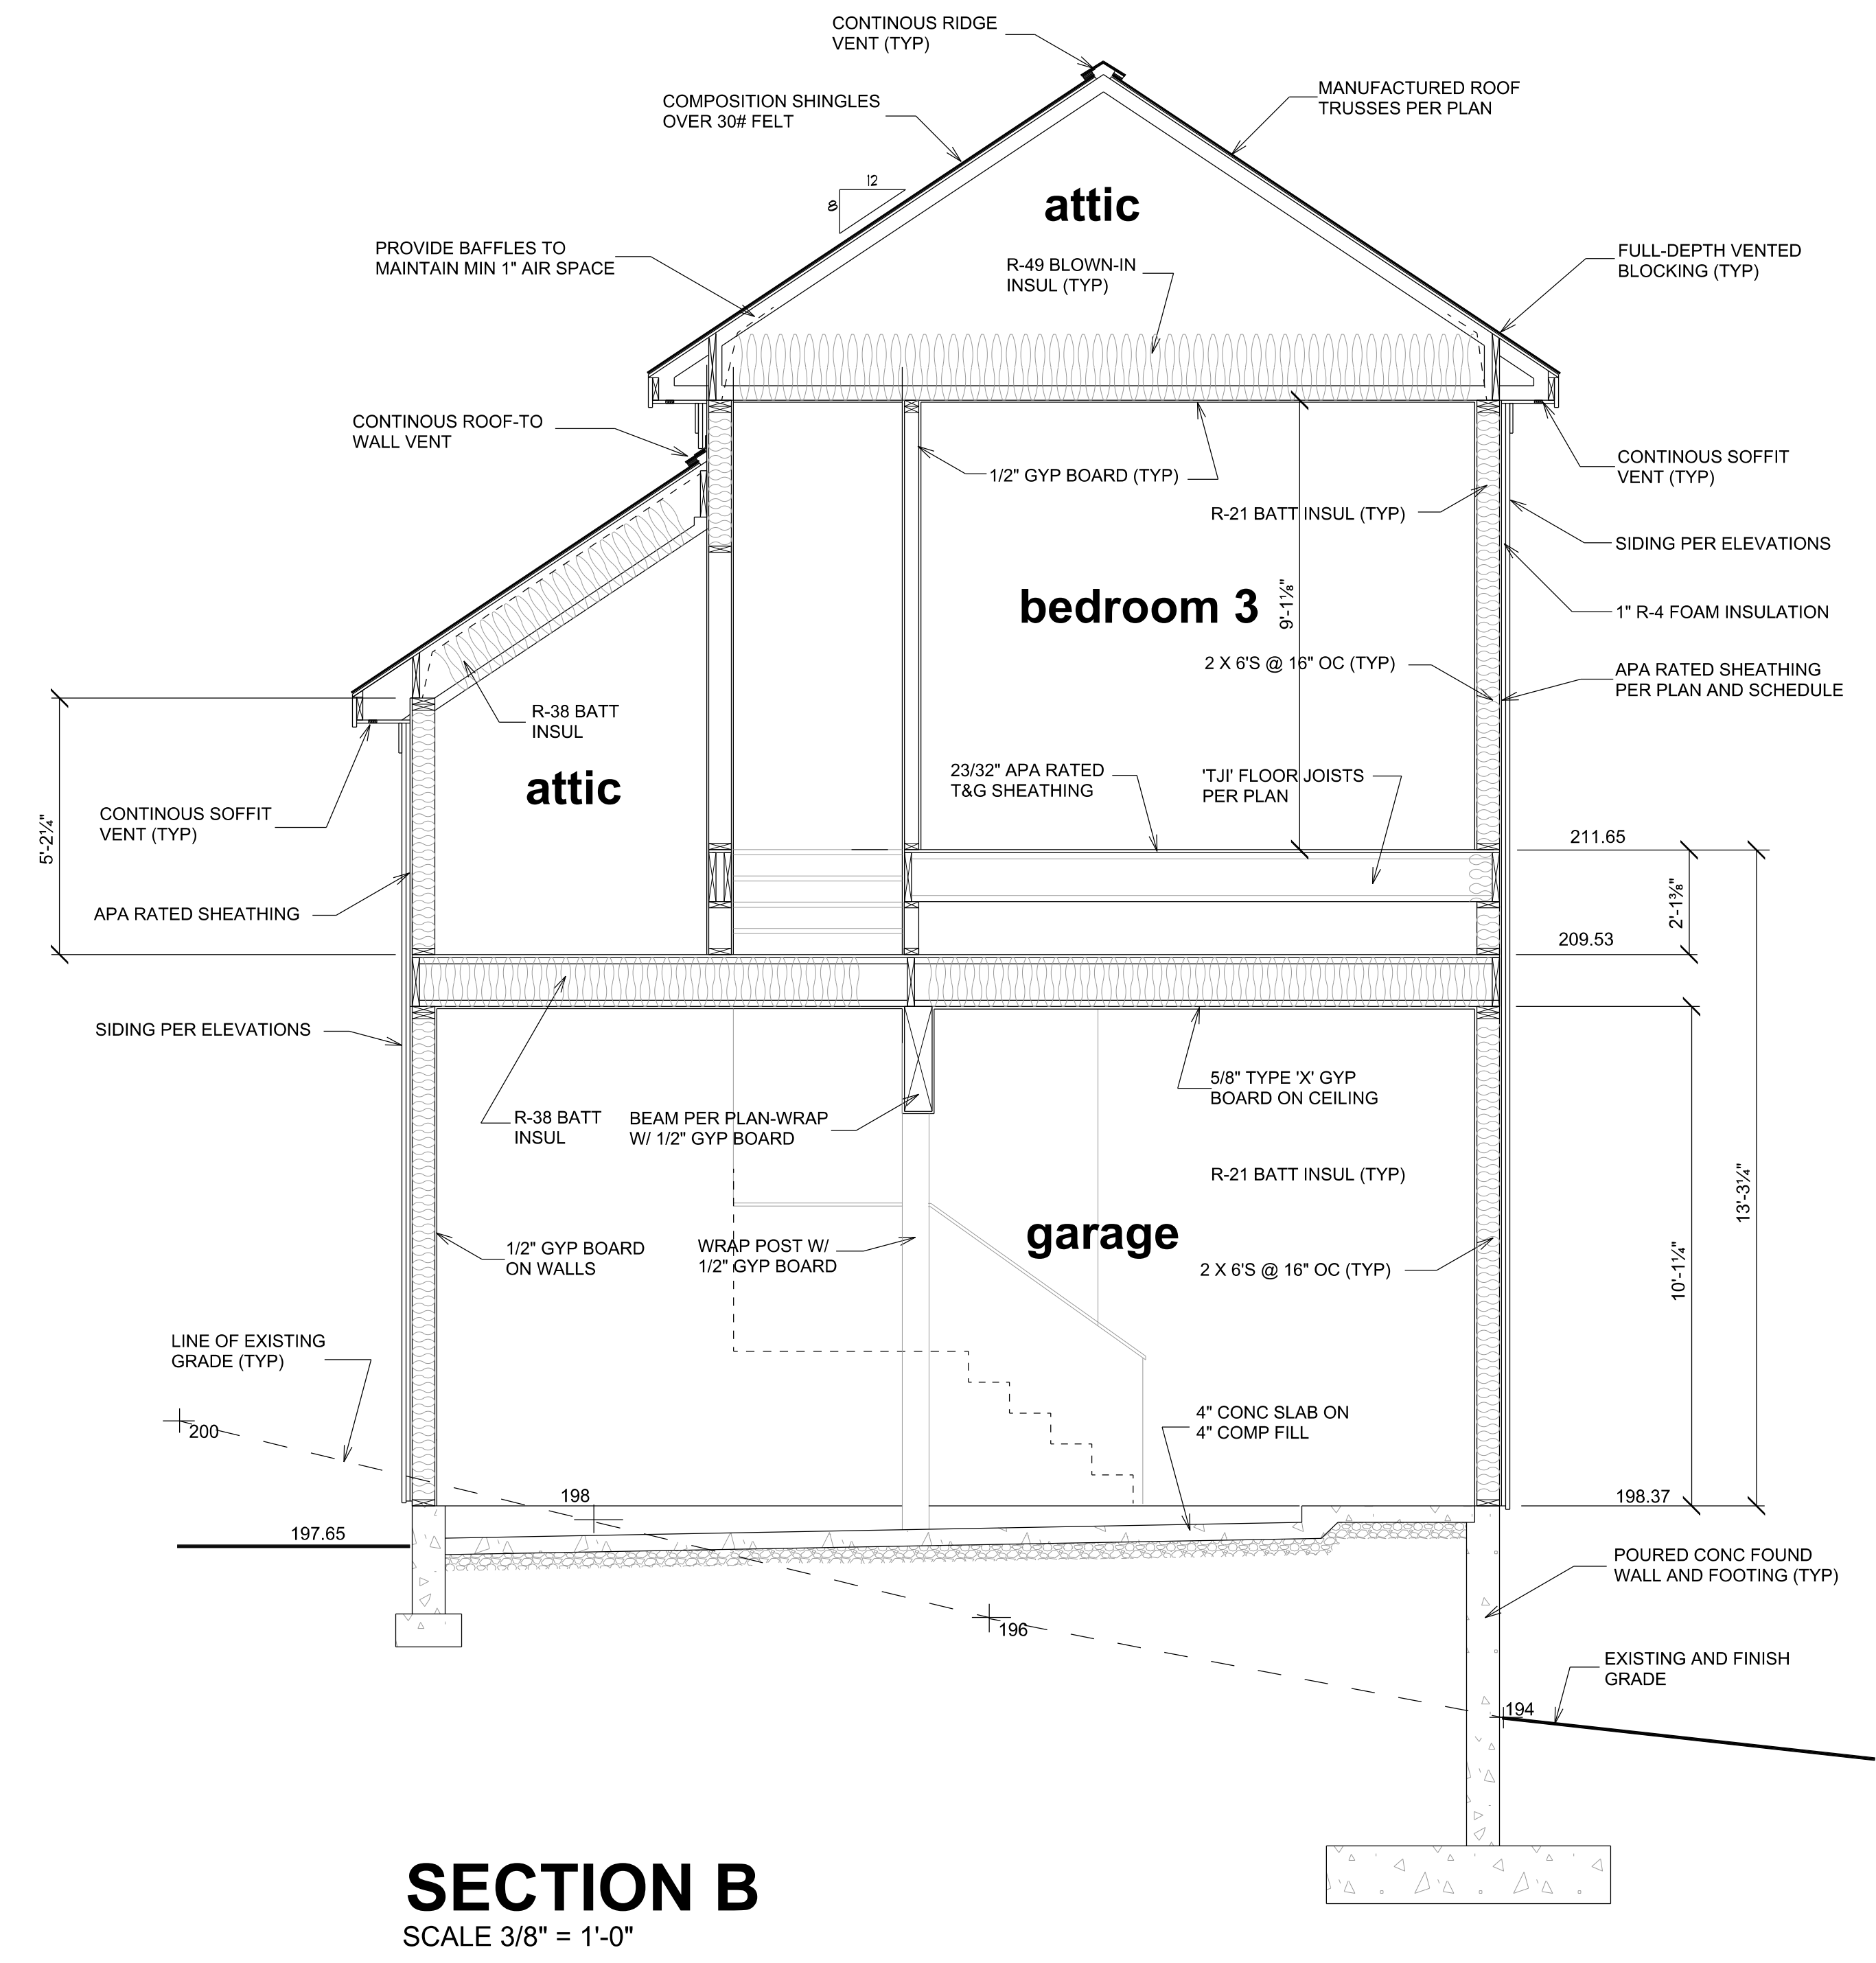 CONTINOUS RIDGE
VENT (TYP)
COMPOSITION SHINGLES
OVER 30# FELT
MANUFACTURED ROOF
TRUSSES PER PLAN
12
8
attic
PROVIDE BAFFLES TO
MAINTAIN MIN 1" AIR SPACE
R-49 BLOWN-IN
INSUL (TYP)
FULL-DEPTH VENTED
BLOCKING (TYP)
CONTINOUS ROOF-TO
WALL VENT
1/2" GYP BOARD (TYP)
CONTINOUS SOFFIT
VENT (TYP)
R-21 BATT INSUL (TYP)
SIDING PER ELEVATIONS
bedroom 3
9'-1⅛"
1" R-4 FOAM INSULATION
2 X 6'S @ 16" OC (TYP)
APA RATED SHEATHING
PER PLAN AND SCHEDULE
R-38 BATT
INSUL
attic
23/32" APA RATED
T&G SHEATHING
'TJI' FLOOR JOISTS
PER PLAN
5'-2¼"
CONTINOUS SOFFIT
VENT (TYP)
211.65
APA RATED SHEATHING
2'-1⅜"
209.53
SIDING PER ELEVATIONS
R-38 BATT
INSUL
BEAM PER PLAN-WRAP
W/ 1/2" GYP BOARD
5/8" TYPE 'X' GYP
BOARD ON CEILING
R-21 BATT INSUL (TYP)
13'-3¼"
garage
1/2" GYP BOARD
ON WALLS
WRAP POST W/
1/2" GYP BOARD
2 X 6'S @ 16" OC (TYP)
10'-1¼"
LINE OF EXISTING
GRADE (TYP)
200
4" CONC SLAB ON
4" COMP FILL
198
198.37
197.65
POURED CONC FOUND
WALL AND FOOTING (TYP)
196
EXISTING AND FINISH
GRADE
194
SECTION B
SCALE 3/8" = 1'-0"